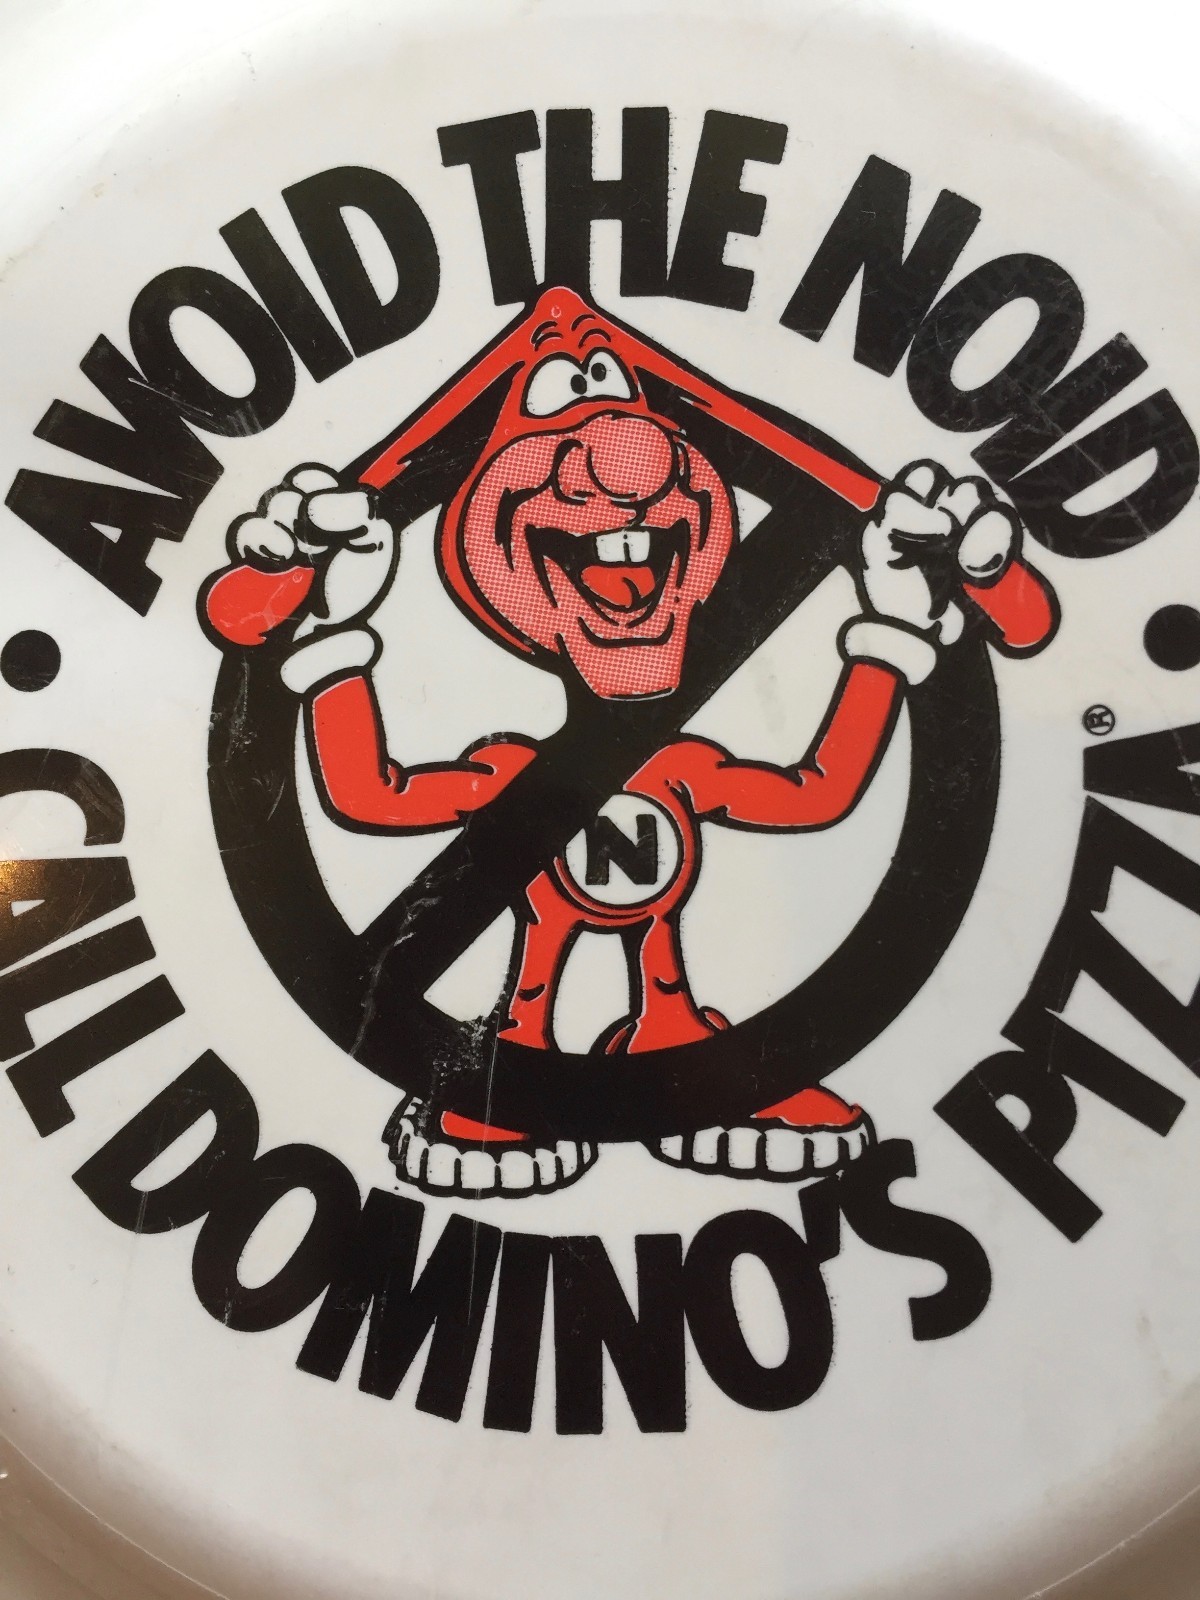 AVOID THE NOID
• CALL DOMINO'S PIZZA® •
N